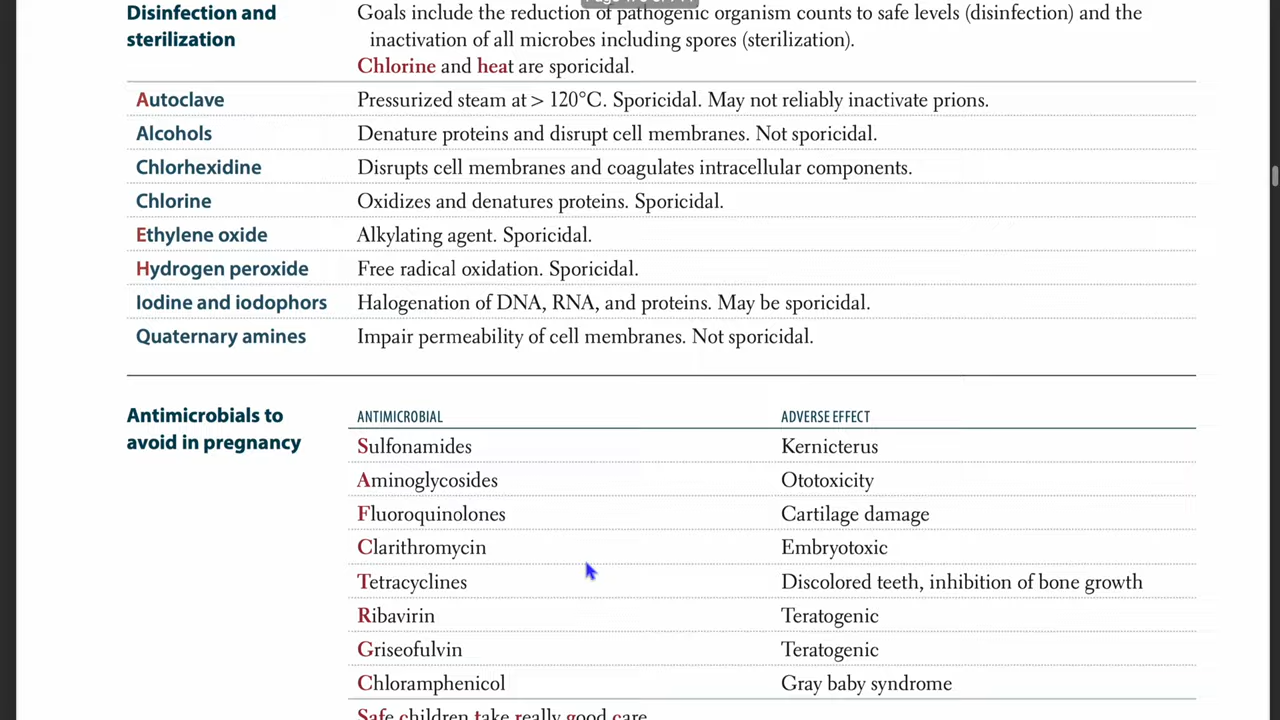 Disinfection and sterilization
Goals include the reduction of pathogenic organism counts to safe levels (disinfection) and the
inactivation of all microbes including spores (sterilization).
Chlorine and heat are sporicidal.
Autoclave Pressurized steam at > 120°C. Sporicidal. May not reliably inactivate prions.
Alcohols Denature proteins and disrupt cell membranes. Not sporicidal.
Chlorhexidine Disrupts cell membranes and coagulates intracellular components.
Chlorine Oxidizes and denatures proteins. Sporicidal.
Ethylene oxide Alkylating agent. Sporicidal.
Hydrogen peroxide Free radical oxidation. Sporicidal.
Iodine and iodophors Halogenation of DNA, RNA, and proteins. May be sporicidal.
Quaternary amines Impair permeability of cell membranes. Not sporicidal.
Antimicrobials to avoid in pregnancy
ANTIMICROBIAL ADVERSE EFFECT
Sulfonamides Kernicterus
Aminoglycosides Ototoxicity
Fluoroquinolones Cartilage damage
Clarithromycin Embryotoxic
Tetracyclines Discolored teeth, inhibition of bone growth
Ribavirin Teratogenic
Griseofulvin Teratogenic
Chloramphenicol Gray baby syndrome
Safe children take really good care